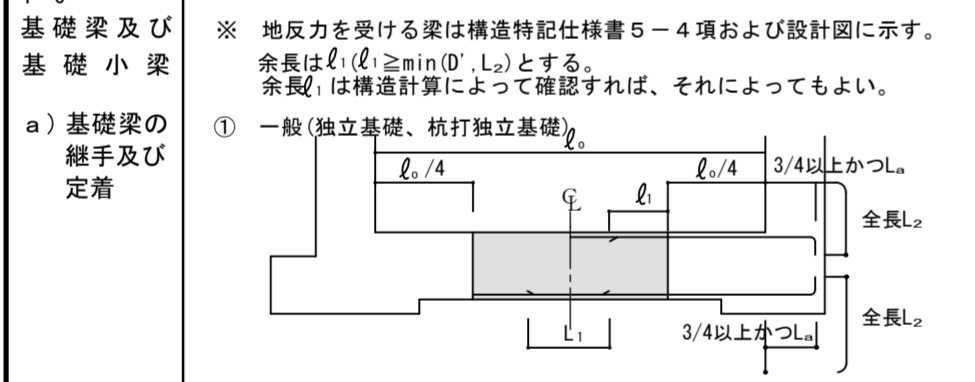 基礎梁及び
基礎小梁
※ 地反力を受ける梁は構造特記仕様書5-4項および設計図に示す。
余長はℓ₁(ℓ₁≧min(D',L₂)とする。
余長ℓ₁は構造計算によって確認すれば、それによってもよい。
a)基礎梁の
継手及び
定着
① 一般(独立基礎、杭打独立基礎)
ℓ₀
ℓ₀/4
ℓ₀/4
3/4以上かつLₐ
℄
ℓ₁
全長L₂
全長L₂
L₁
3/4以上かつLₐ